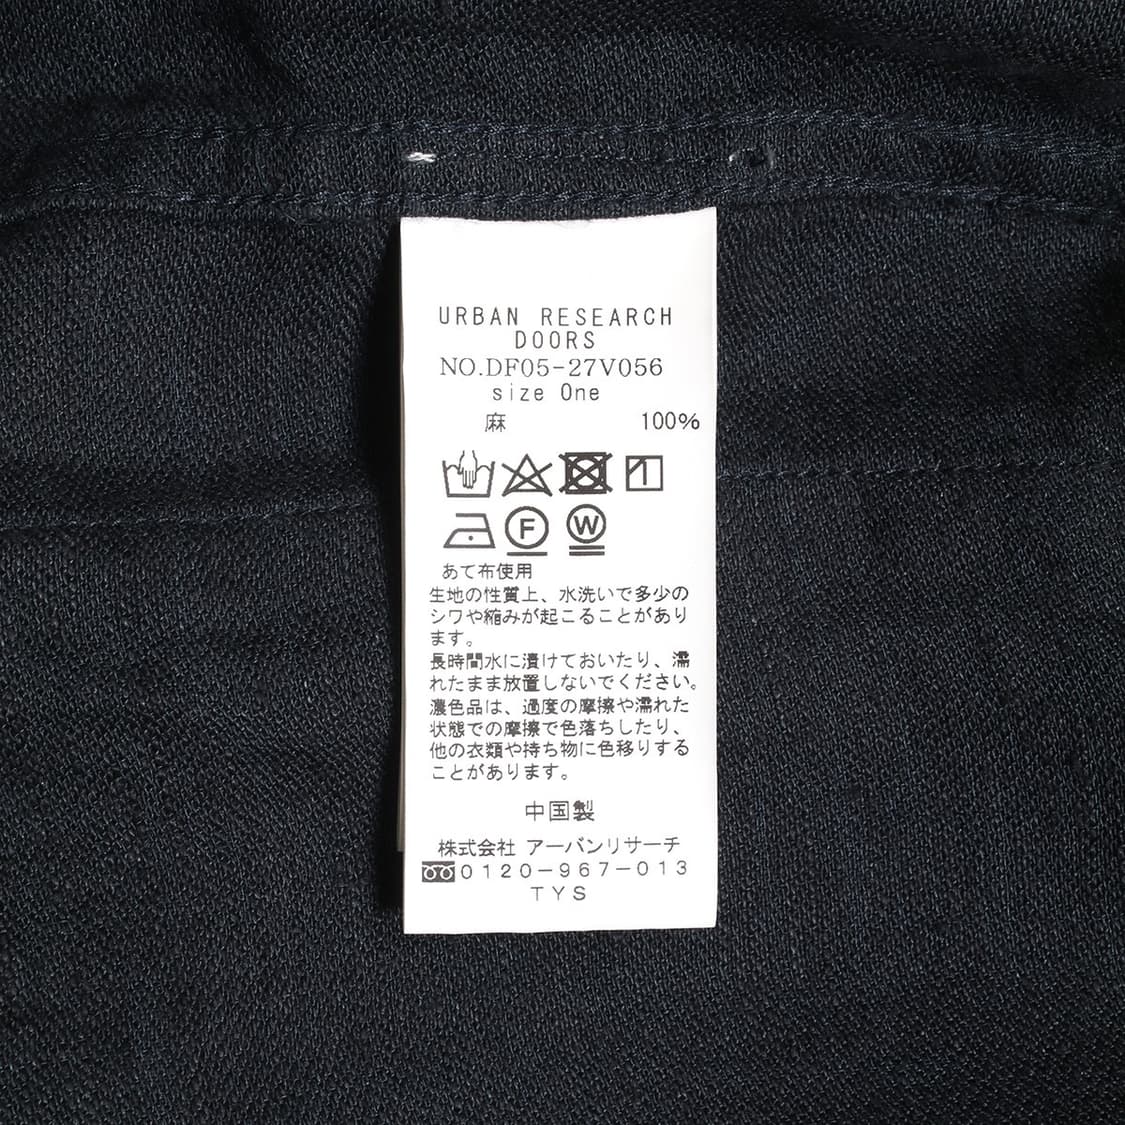 URBAN RESEARCH
DOORS
NO.DF05-27V056
size One
麻 100%
F W
あて布使用
生地の性質上、水洗いで多少の
シワや縮みが起こることがあり
ます。
長時間水に漬けておいたり、濡
れたまま放置しないでください。
濃色品は、過度の摩擦や濡れた
状態での摩擦で色落ちしたり、
他の衣類や持ち物に色移りする
ことがあります。
中国製
株式会社 アーバンリサーチ
0120-967-013
TYS